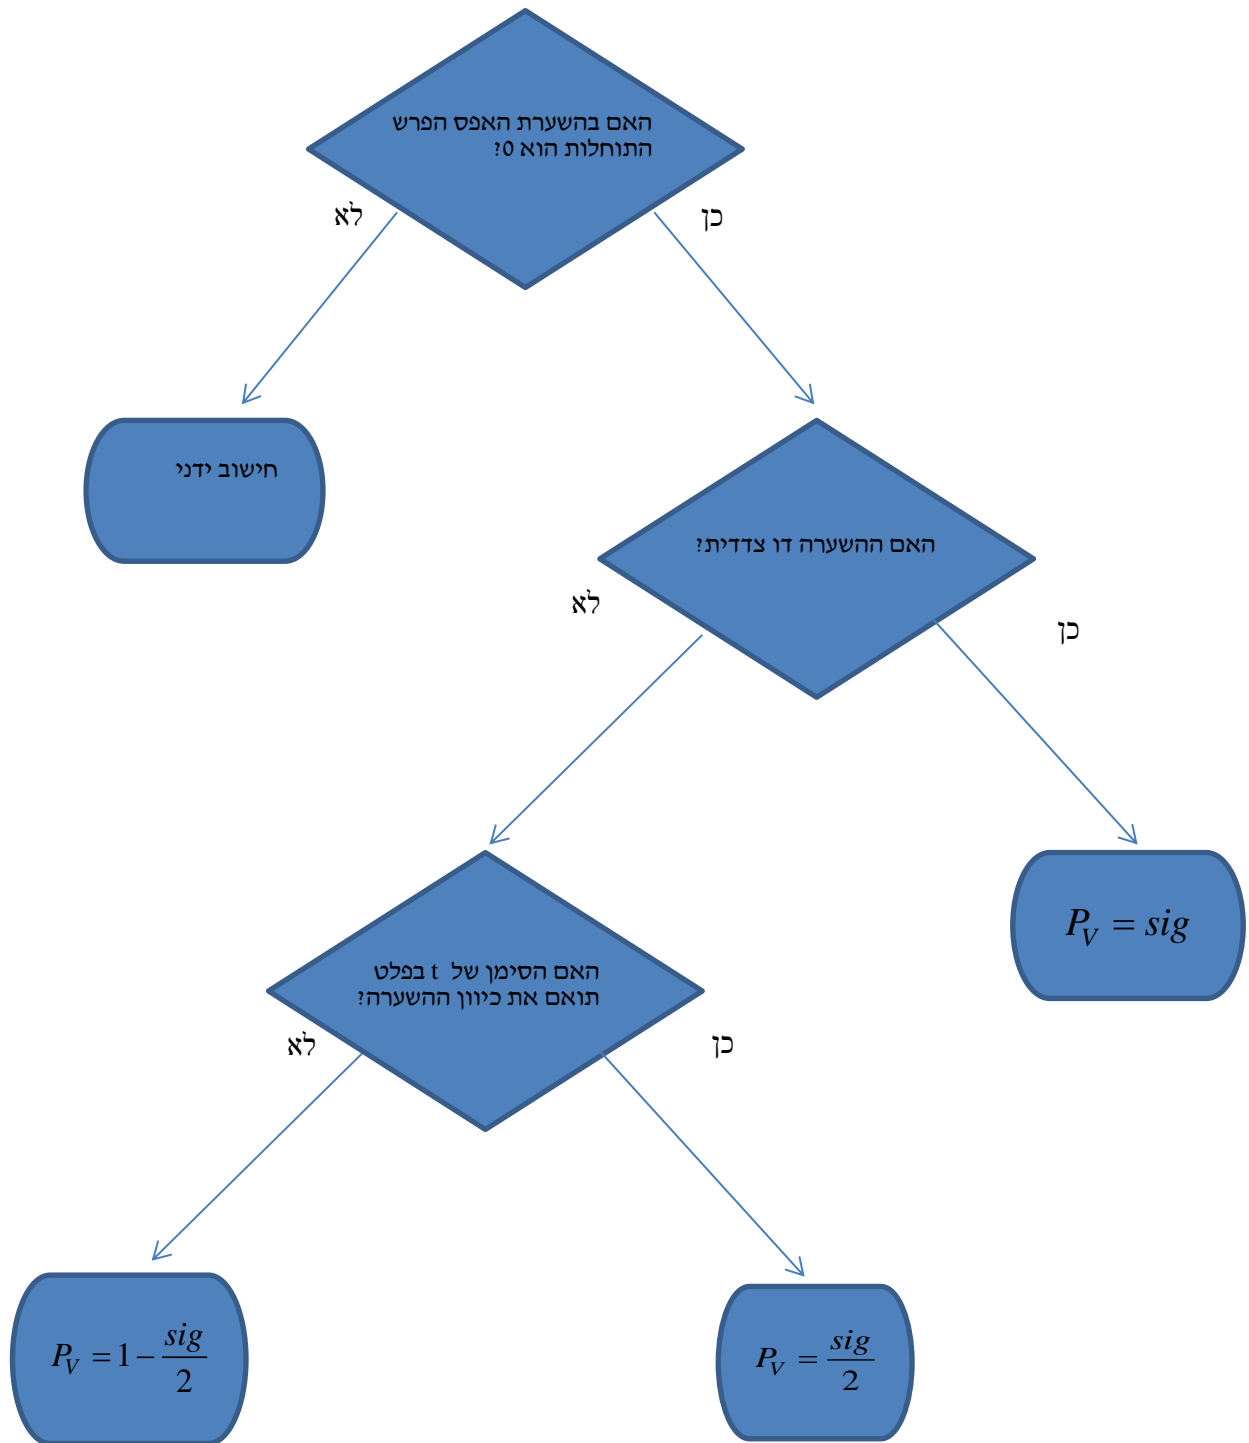 האם בהשערת האפס הפרש
התוחלות הוא 0?
כן
לא
חישוב ידני
האם ההשערה דו צדדית?
לא
כן
P_V = sig
האם הסימן של t בפלט
תואם את כיוון ההשערה?
לא
כן
P_V = 1 − sig/2
P_V = sig/2